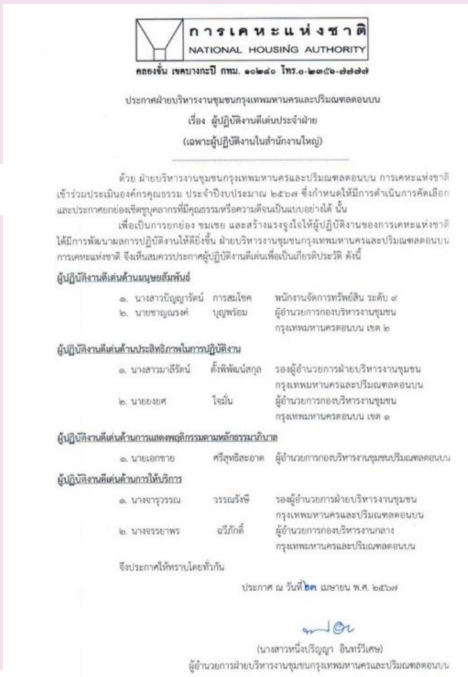 การเคหะแห่งชาติ
NATIONAL HOUSING AUTHORITY
คลองจั่น เขตบางกะปิ กทม. ๑๐๒๔๐ โทร.๐-๒๓๕๑-๗๗๗๗
ประกาศฝ่ายบริหารงานชุมชนกรุงเทพมหานครและปริมณฑลตอนบน
เรื่อง ผู้ปฏิบัติงานดีเด่นประจำฝ่าย
(เฉพาะผู้ปฏิบัติงานในสำนักงานใหญ่)
ด้วย ฝ่ายบริหารงานชุมชนกรุงเทพมหานครและปริมณฑลตอนบน การเคหะแห่งชาติ
เข้าร่วมประเมินองค์กรคุณธรรม ประจำปีงบประมาณ ๒๕๖๗ ซึ่งกำหนดให้มีการดำเนินการคัดเลือก
และประกาศยกย่องเชิดชูบุคลากรที่มีคุณธรรมหรือความดีจนเป็นแบบอย่างได้ นั้น
เพื่อเป็นการยกย่อง ชมเชย และสร้างแรงจูงใจให้ผู้ปฏิบัติงานของการเคหะแห่งชาติ
ได้มีการพัฒนาผลการปฏิบัติงานให้ดียิ่งขึ้น ฝ่ายบริหารงานชุมชนกรุงเทพมหานครและปริมณฑลตอนบน
การเคหะแห่งชาติ จึงเห็นสมควรประกาศผู้ปฏิบัติงานดีเด่นเพื่อเป็นเกียรติประวัติ ดังนี้
ผู้ปฏิบัติงานดีเด่นด้านมนุษยสัมพันธ์
๑. นางสาวปัญญารัตน์ การสมโชค พนักงานจัดการทรัพย์สิน ระดับ ๙
๒. นายชาญณรงค์ บุญพร้อม ผู้อำนวยการกองบริหารงานชุมชน
กรุงเทพมหานครตอนบน เขต ๒
ผู้ปฏิบัติงานดีเด่นด้านประสิทธิภาพในการปฏิบัติงาน
๑. นางสาวมาลีรัตน์ ตั้งพิพัฒน์สกุล รองผู้อำนวยการฝ่ายบริหารงานชุมชน
กรุงเทพมหานครและปริมณฑลตอนบน
๒. นายยงยศ ใจมั่น ผู้อำนวยการกองบริหารงานชุมชน
กรุงเทพมหานครตอนบน เขต ๑
ผู้ปฏิบัติงานดีเด่นด้านการแสดงพฤติกรรมตามหลักธรรมาภิบาล
๑. นายเอกชาย ศรีสุทธิสะอาด ผู้อำนวยการกองบริหารงานชุมชนปริมณฑลตอนบน
ผู้ปฏิบัติงานดีเด่นด้านการให้บริการ
๑. นางจารุวรรณ วรรณรังษี รองผู้อำนวยการฝ่ายบริหารงานชุมชน
กรุงเทพมหานครและปริมณฑลตอนบน
๒. นางจรรยาพร ฉวีภักดิ์ ผู้อำนวยการกองบริหารงานกลาง
กรุงเทพมหานครและปริมณฑลตอนบน
จึงประกาศให้ทราบโดยทั่วกัน
ประกาศ ณ วันที่ ๒๓ เมษายน พ.ศ. ๒๕๖๗
(นางสาวหนึ่งปริญญา อินทร์วิเศษ)
ผู้อำนวยการฝ่ายบริหารงานชุมชนกรุงเทพมหานครและปริมณฑลตอนบน